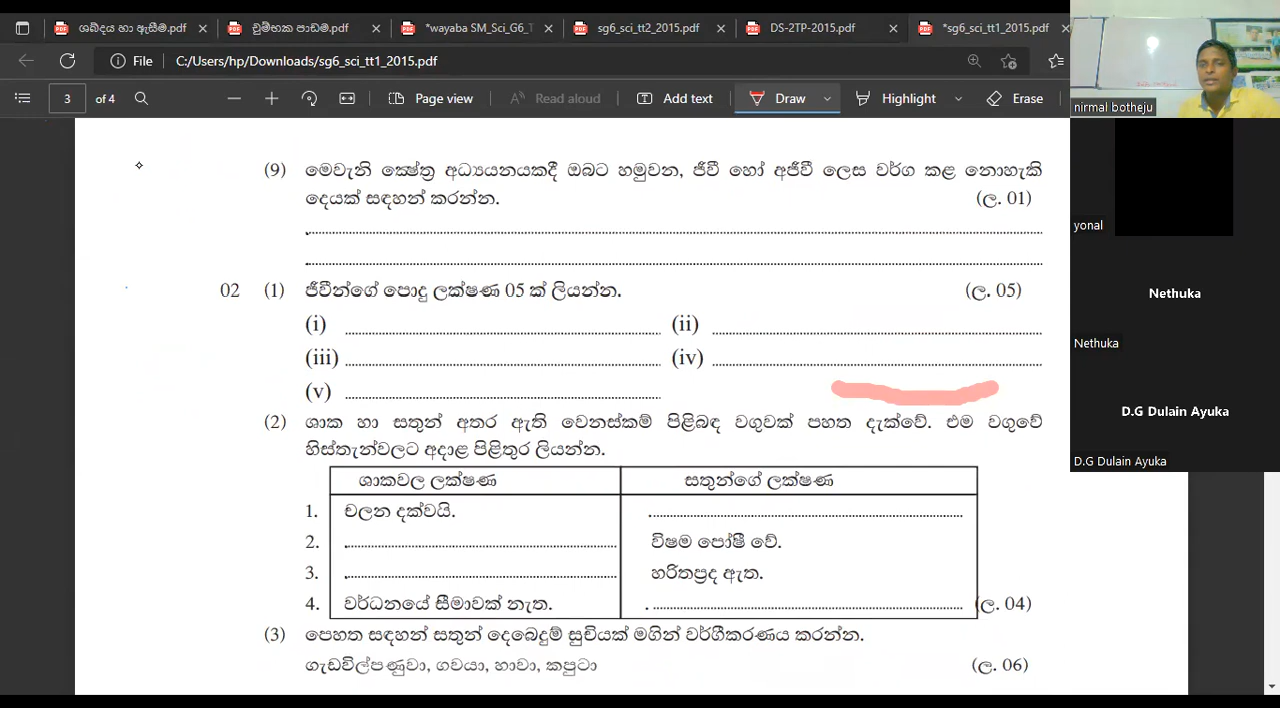 ශබ්දය හා ඇසීම.pdf
චුම්භක පාඩම්.pdf
*wayaba SM_Sci_G6_T
sg6_sci_tt2_2015.pdf
DS-2TP-2015.pdf
*sg6_sci_tt1_2015.pdf
File C:/Users/hp/Downloads/sg6_sci_tt1_2015.pdf
3 of 4 Page view Read aloud Add text Draw Highlight Erase
nirmal botheju
yonal
Nethuka
Nethuka
D.G Dulain Ayuka
D.G Dulain Ayuka
(9) මෙවැනි ක්‍ෂේත්‍ර අධ්‍යයනයකදී ඔබට හමුවන, ජීවී හෝ අජීවී ලෙස වර්ග කළ නොහැකි
දෙයක් සඳහන් කරන්න. (ල. 01)
02 (1) ජීවීන්ගේ පොදු ලක්ෂණ 05 ක් ලියන්න. (ල. 05)
(i) (ii)
(iii) (iv)
(v)
(2) ශාක හා සතුන් අතර ඇති වෙනස්කම් පිළිබඳ වගුවක් පහත දැක්වේ. එම වගුවේ
හිස්තැන්වලට අදාළ පිළිතුර ලියන්න.
ශාකවල ලක්ෂණ සතුන්ගේ ලක්ෂණ
1. චලන දක්වයි.
2. විෂම පෝෂී වේ.
3. හරිතප්‍රද ඇත.
4. වර්ධනයේ සීමාවක් නැත. (ල. 04)
(3) පෙහත සඳහන් සතුන් දෙබෙදුම් සුචියක් මගින් වර්ගීකරණය කරන්න.
ගැඩවිල්පණුවා, ගවයා, හාවා, කපුටා (ල. 06)